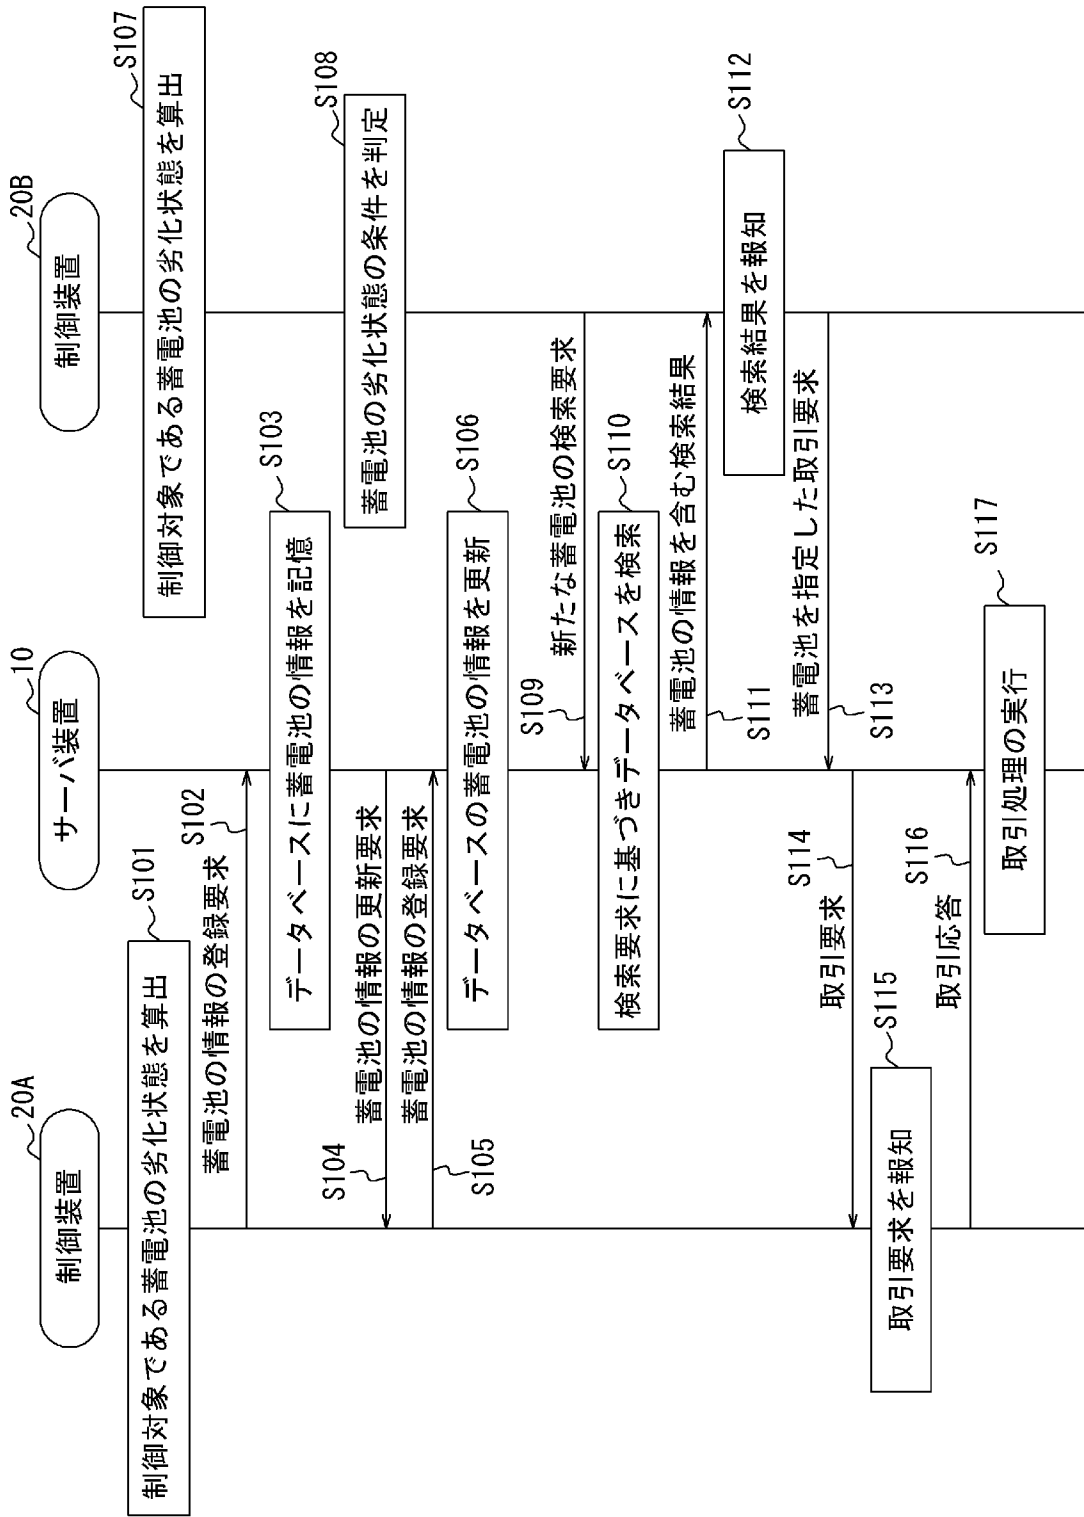 20A
制御装置
10
サーバ装置
20B
制御装置
S101
制御対象である蓄電池の劣化状態を算出
S107
制御対象である蓄電池の劣化状態を算出
S102
蓄電池の情報の登録要求
S103
データベースに蓄電池の情報を記憶
S108
蓄電池の劣化状態の条件を判定
S104
蓄電池の情報の更新要求
S105
蓄電池の情報の登録要求
S106
データベースの蓄電池の情報を更新
S109
新たな蓄電池の検索要求
S110
検索要求に基づきデータベースを検索
S111
蓄電池の情報を含む検索結果
S112
検索結果を報知
S113
蓄電池を指定した取引要求
S114
取引要求
S115
取引要求を報知
S116
取引応答
S117
取引処理の実行